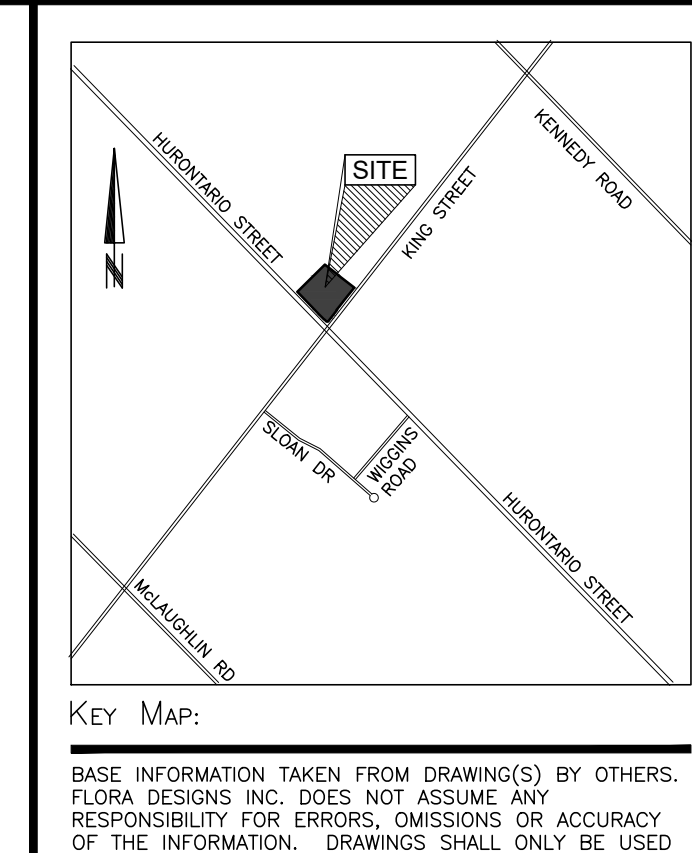 HURONTARIO STREET
SITE
KING STREET
KENNEDY ROAD
N
SLOAN DR
WIGGINS
ROAD
HURONTARIO STREET
McLAUGHLIN RD
KEY MAP:
BASE INFORMATION TAKEN FROM DRAWING(S) BY OTHERS.
FLORA DESIGNS INC. DOES NOT ASSUME ANY
RESPONSIBILITY FOR ERRORS, OMISSIONS OR ACCURACY
OF THE INFORMATION. DRAWINGS SHALL ONLY BE USED